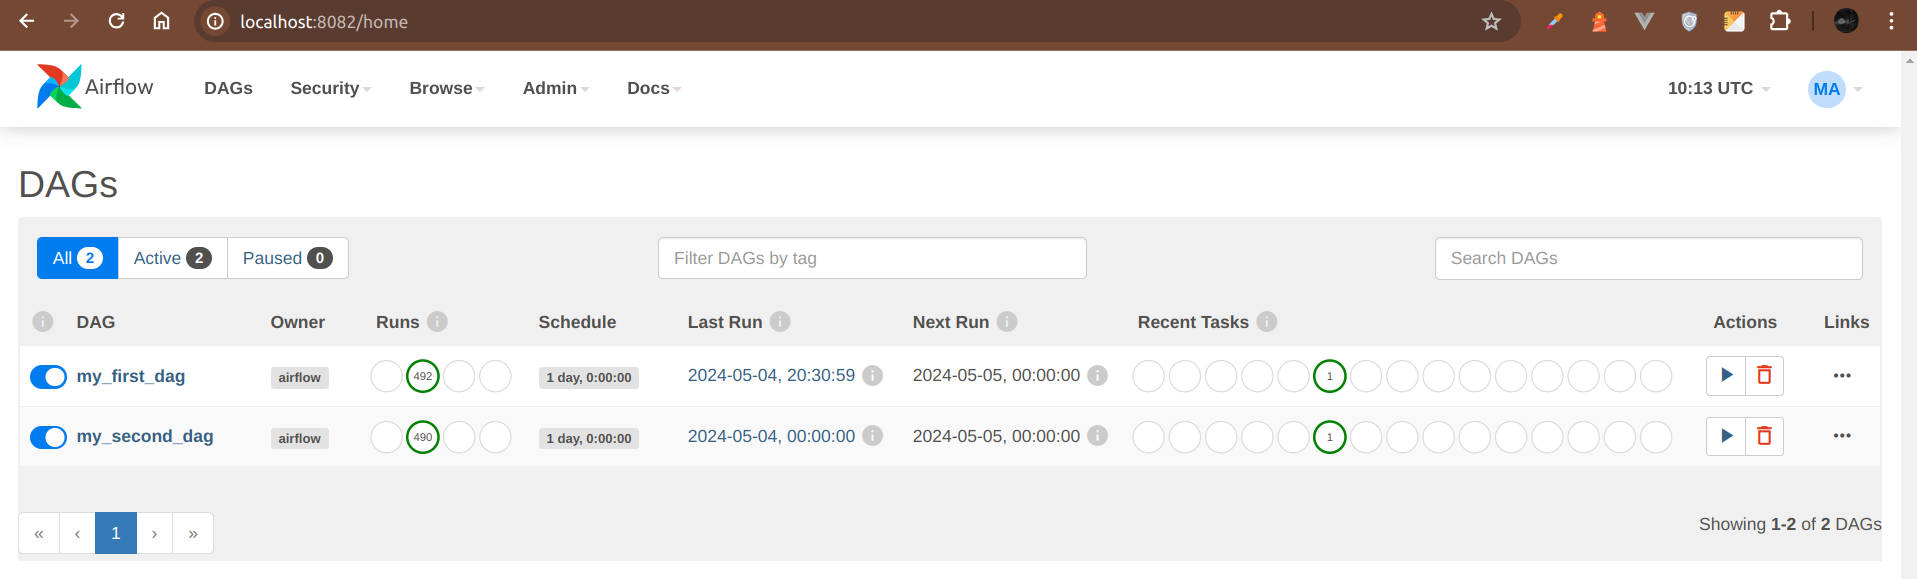 localhost:8082/home
Airflow DAGs Security Browse Admin Docs 10:13 UTC MA
DAGs
All 2 Active 2 Paused 0 Filter DAGs by tag Search DAGs
i DAG Owner Runs i Schedule Last Run i Next Run i Recent Tasks i Actions Links
my_first_dag airflow 492 1 day, 0:00:00 2024-05-04, 20:30:59 i 2024-05-05, 00:00:00 i 1 ...
my_second_dag airflow 490 1 day, 0:00:00 2024-05-04, 00:00:00 i 2024-05-05, 00:00:00 i 1 ...
« ‹ 1 › » Showing 1-2 of 2 DAGs